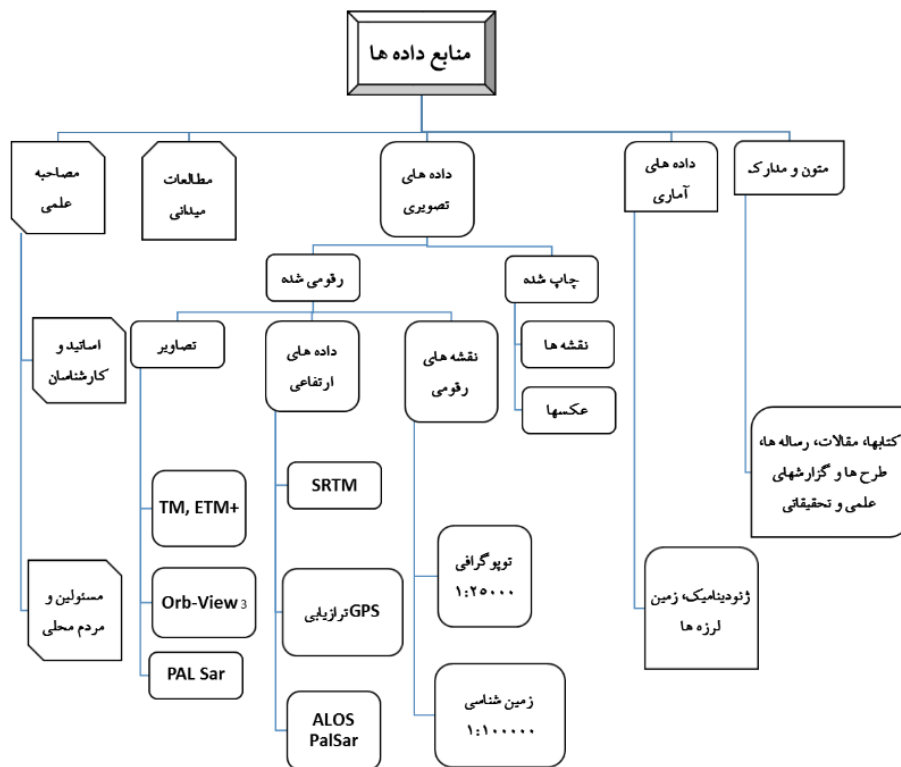 منابع داده ها
متون و مدارک
داده های
آماری
داده های
تصویری
مطالعات
میدانی
مصاحبه
علمی
چاپ شده
رقومی شده
نقشه ها
عکسها
نقشه های
رقومی
داده های
ارتفاعی
تصاویر
اساتید و
کارشناسان
کتابها، مقالات، رساله ها،
طرح ها و گزارشهای
علمی و تحقیقاتی
SRTM
TM, ETM+
توپوگرافی
۱:۲۵۰۰۰
ژئودینامیک، زمین
لرزه ها
ترازیابی GPS
Orb-View 3
مسئولین و
مردم محلی
PAL Sar
زمین شناسی
۱:۱۰۰۰۰۰
ALOS
PalSar